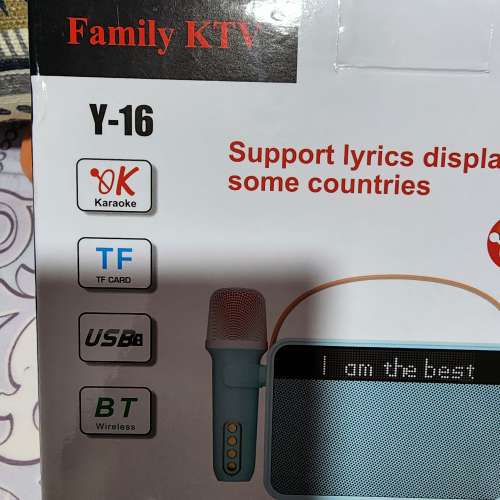 Family KTV
Y-16
OK
Karaoke
Support lyrics displa
some countries
TF
TF CARD
USB
BT
Wireless
I am the best